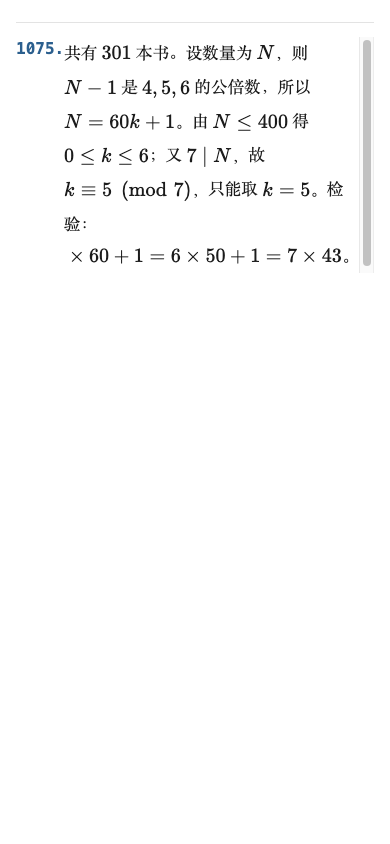 1075. 共有 301 本书。设数量为 N，则
N − 1 是 4, 5, 6 的公倍数，所以
N = 60k + 1。由 N ≤ 400 得
0 ≤ k ≤ 6；又 7 | N，故
k ≡ 5 (mod 7)，只能取 k = 5。检
验：
× 60 + 1 = 6 × 50 + 1 = 7 × 43。